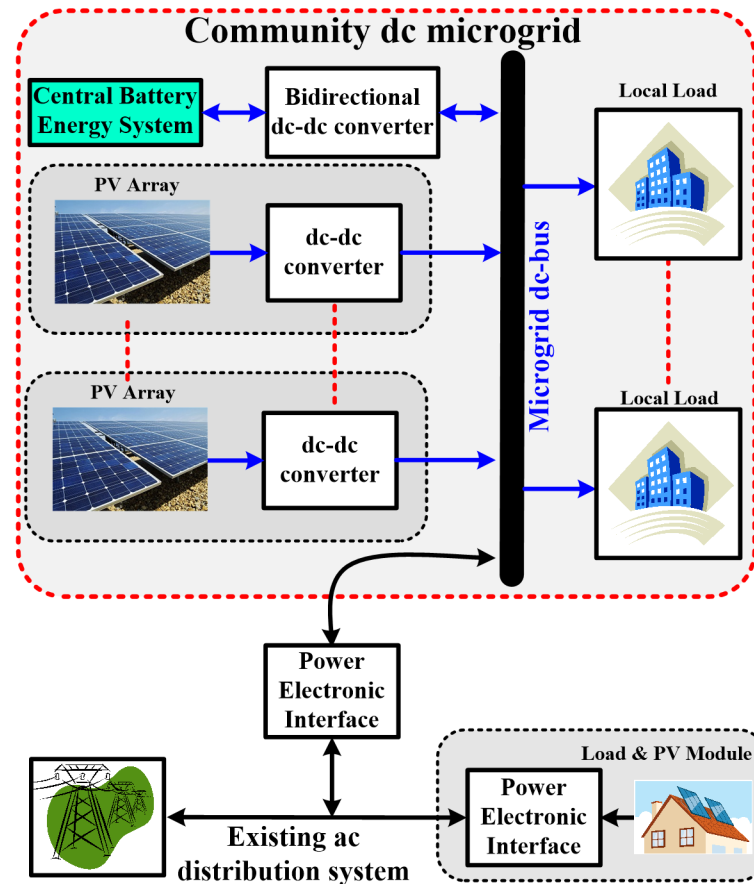 Community dc microgrid
Central Battery
Energy System
Bidirectional
dc-dc converter
Local Load
PV Array
dc-dc
converter
Microgrid dc-bus
PV Array
dc-dc
converter
Local Load
Power
Electronic
Interface
Load & PV Module
Power
Electronic
Interface
Existing ac
distribution system